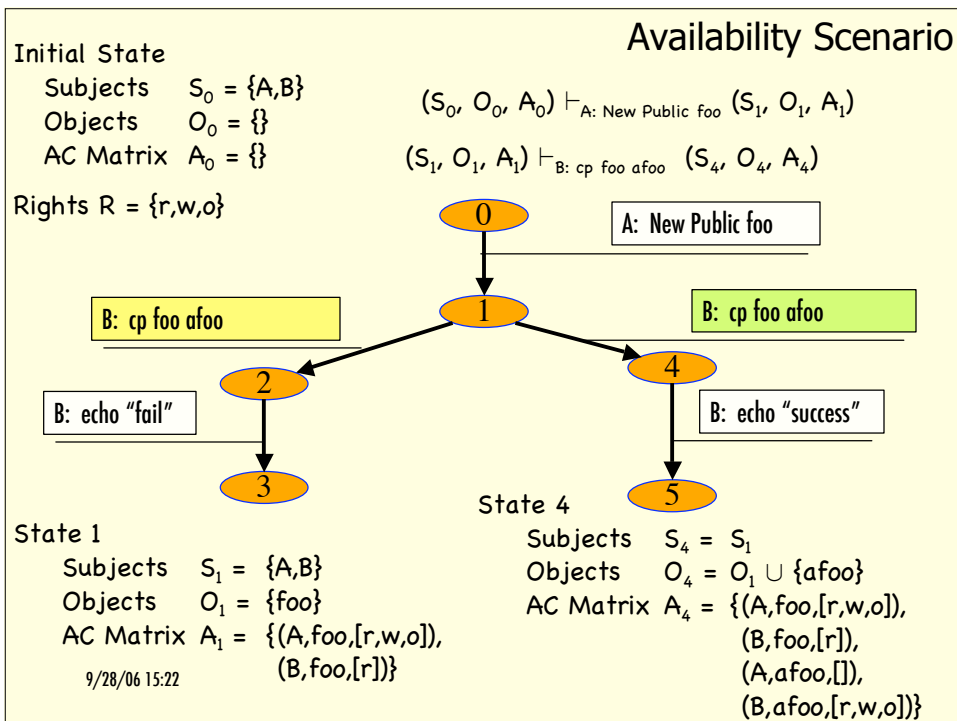 Availability Scenario
Initial State
Subjects S₀ = {A,B}
Objects O₀ = {}
AC Matrix A₀ = {}
Rights R = {r,w,o}
(S₀, O₀, A₀) ⊢A: New Public foo (S₁, O₁, A₁)
(S₁, O₁, A₁) ⊢B: cp foo afoo (S₄, O₄, A₄)
0
A: New Public foo
1
B: cp foo afoo
B: cp foo afoo
2
4
B: echo “fail”
B: echo “success”
3
5
State 1
Subjects S₁ = {A,B}
Objects O₁ = {foo}
AC Matrix A₁ = {(A,foo,[r,w,o]),
(B,foo,[r])}
State 4
Subjects S₄ = S₁
Objects O₄ = O₁ ∪ {afoo}
AC Matrix A₄ = {(A,foo,[r,w,o]),
(B,foo,[r]),
(A,afoo,[]),
(B,afoo,[r,w,o])}
9/28/06 15:22